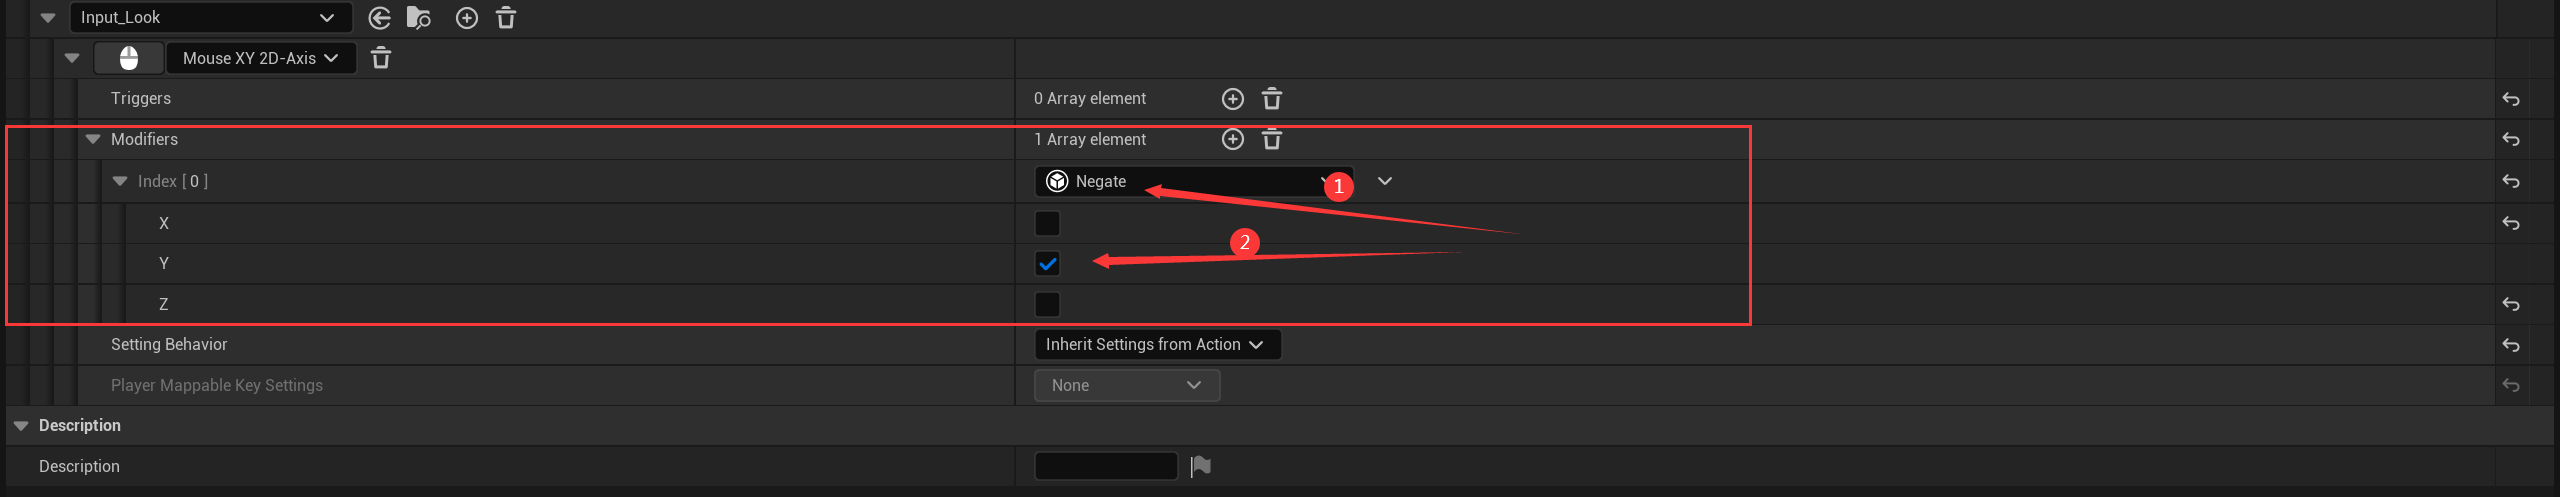 Input_Look
Mouse XY 2D-Axis
Triggers 0 Array element
Modifiers 1 Array element
Index [ 0 ] Negate 1
X
2
Y
Z
Setting Behavior Inherit Settings from Action
Player Mappable Key Settings None
Description
Description